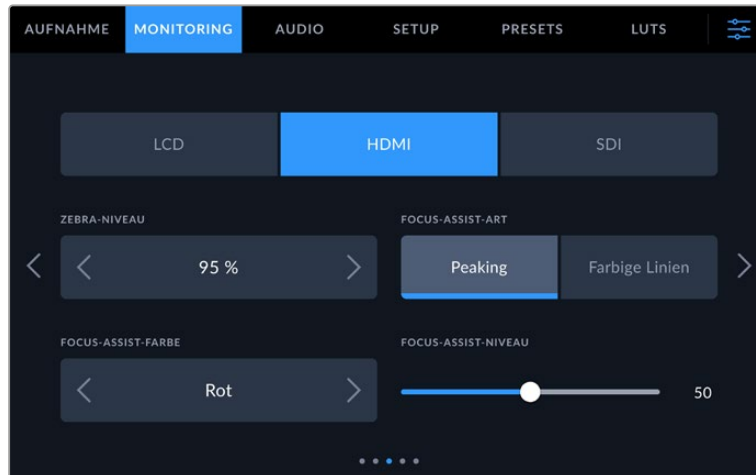 AUFNAHME MONITORING AUDIO SETUP PRESETS LUTS
LCD HDMI SDI
ZEBRA-NIVEAU FOCUS-ASSIST-ART
95 % Peaking Farbige Linien
FOCUS-ASSIST-FARBE FOCUS-ASSIST-NIVEAU
Rot 50